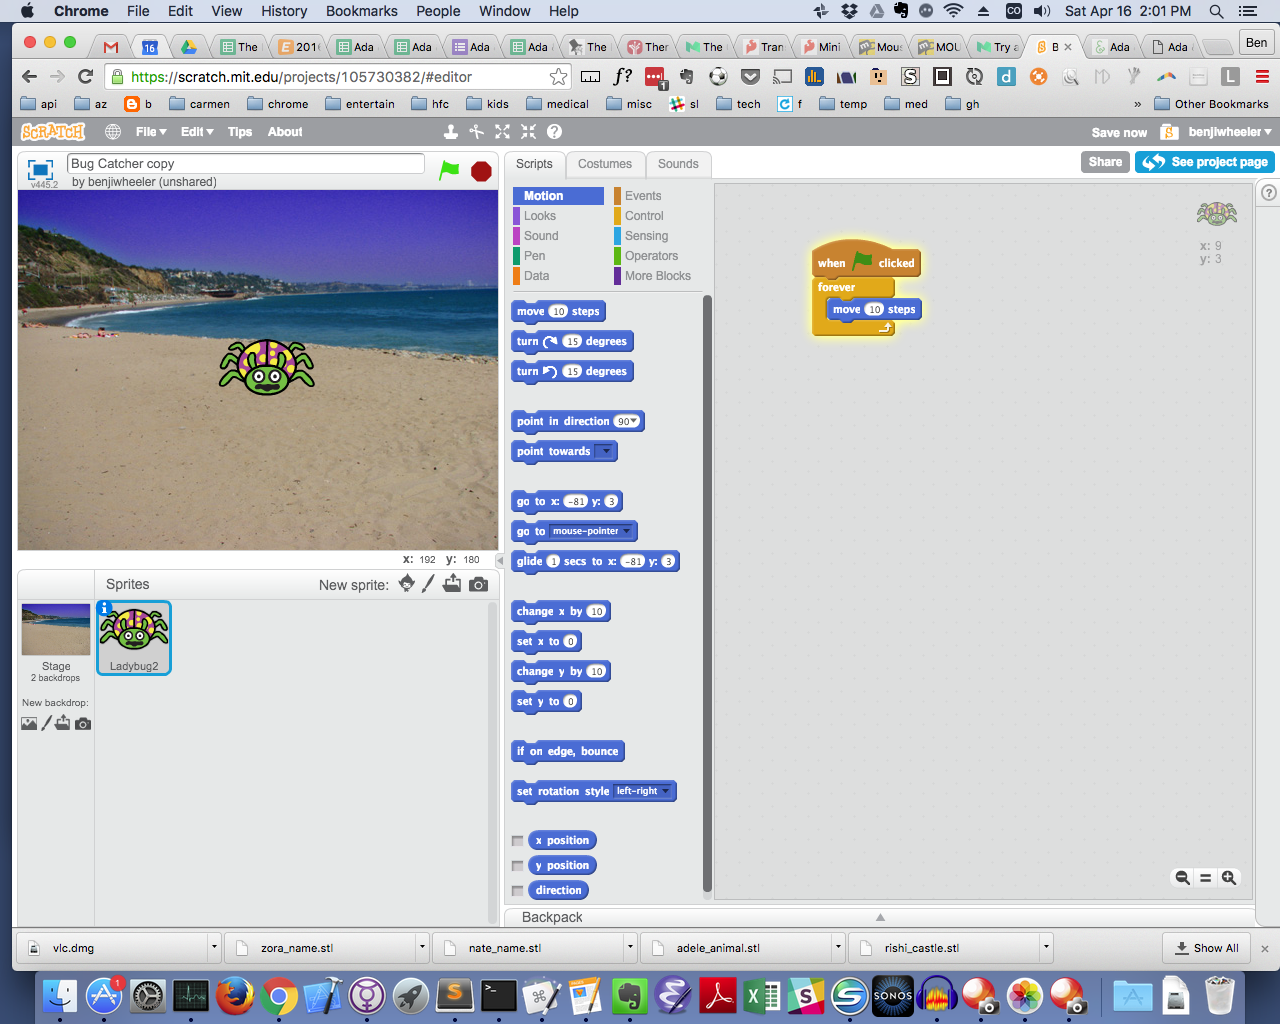 Chrome File Edit View History Bookmarks People Window Help CO Sat Apr 16 2:01 PM
16 The 201 Ada Ada Ada Ada The Ther The Tran Mini Mous MOU Try a B Ada Ada Ben
https://scratch.mit.edu/projects/105730382/#editor f? 1 S d L
api az b carmen chrome entertain hfc kids medical misc sl tech f temp med gh » Other Bookmarks
SCRATCH File Edit Tips About Save now benjiwheeler
Bug Catcher copy
v445.2 by benjiwheeler (unshared)
Scripts Costumes Sounds Share See project page
Motion Events
Looks Control
Sound Sensing
Pen Operators
Data More Blocks
x: 9
y: 3
when clicked
forever
move 10 steps
move 10 steps
turn 15 degrees
turn 15 degrees
point in direction 90
point towards
go to x: -81 y: 3
go to mouse-pointer
glide 1 secs to x: -81 y: 3
change x by 10
set x to 0
change y by 10
set y to 0
if on edge, bounce
set rotation style left-right
x position
y position
direction
x: 192 y: 180
Sprites New sprite:
Ladybug2
Stage
2 backdrops
New backdrop:
Backpack
vlc.dmg zora_name.stl nate_name.stl adele_animal.stl rishi_castle.stl Show All
1 S SONOS